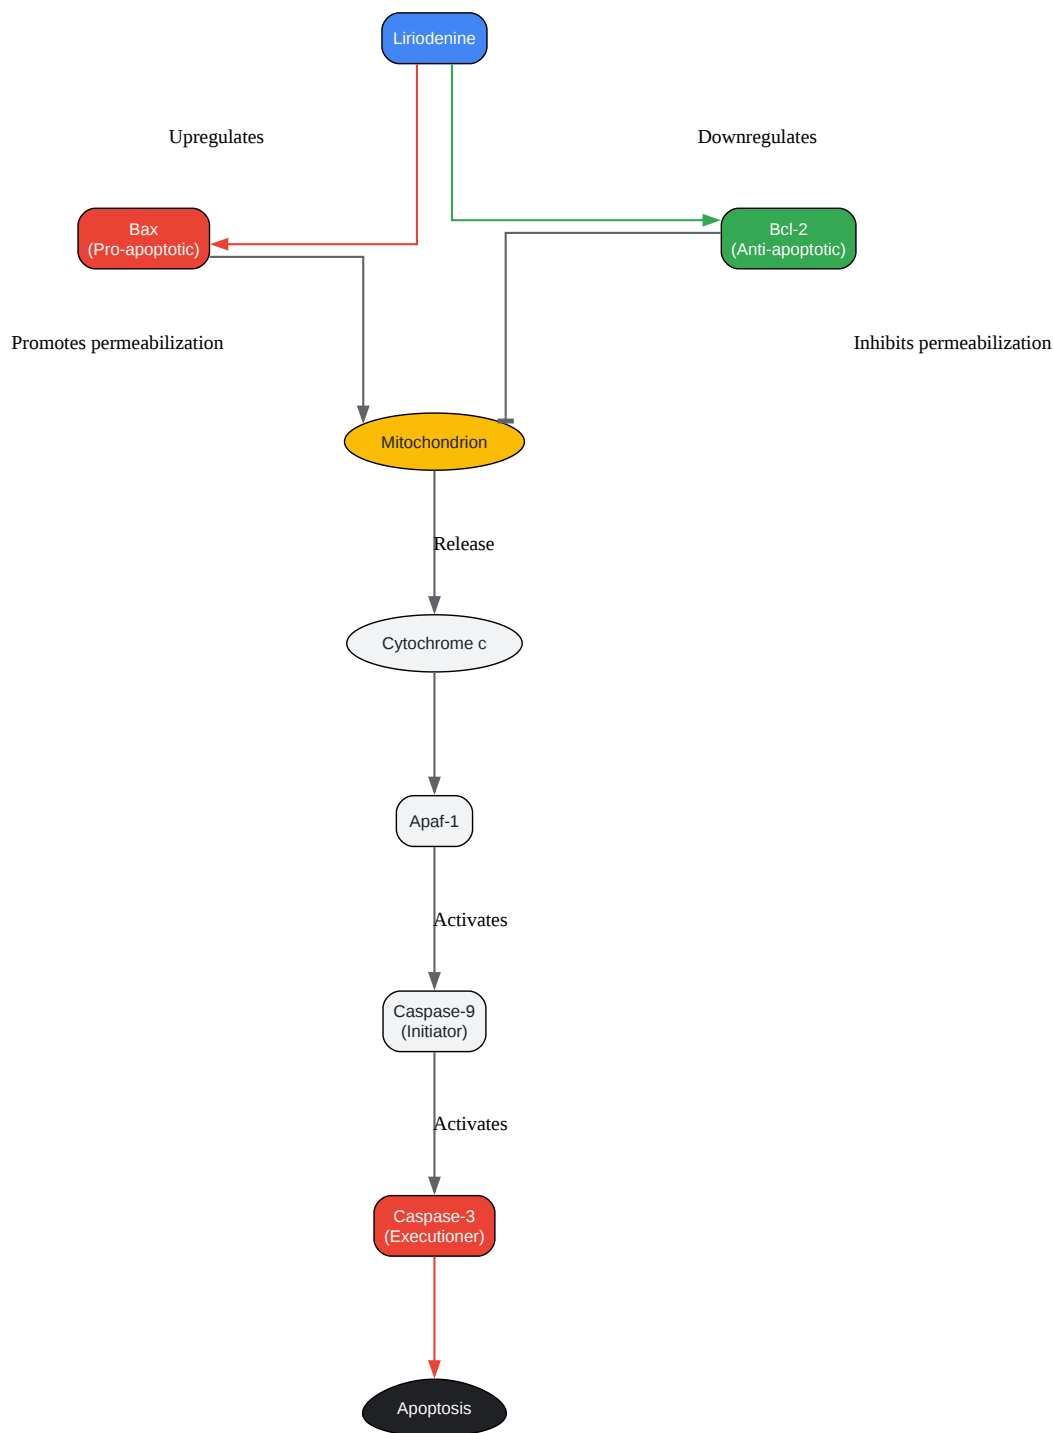 Liriodenine
Upregulates
Downregulates
Bax
(Pro-apoptotic)
Bcl-2
(Anti-apoptotic)
Promotes permeabilization
Inhibits permeabilization
Mitochondrion
Release
Cytochrome c
Apaf-1
Activates
Caspase-9
(Initiator)
Activates
Caspase-3
(Executioner)
Apoptosis